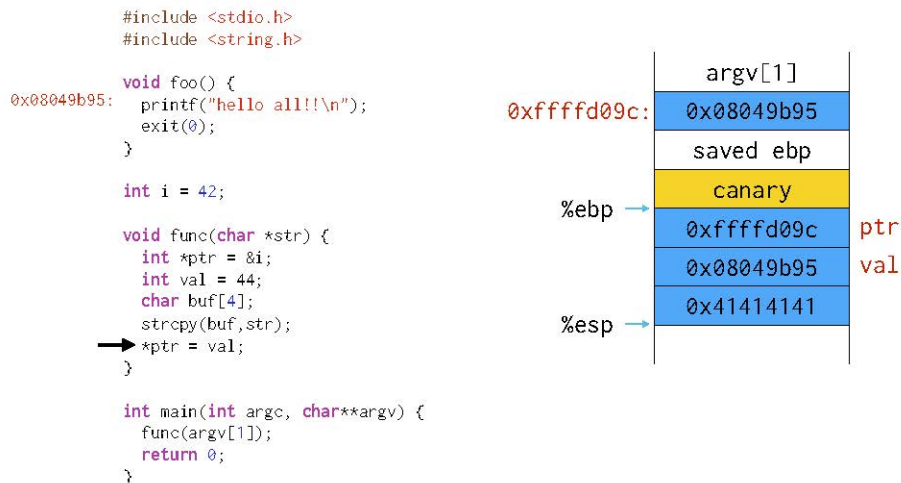 #include <stdio.h>
#include <string.h>
void foo() {
0x08049b95: printf("hello all!!\n");
exit(0);
}
int i = 42;
void func(char *str) {
int *ptr = &i;
int val = 44;
char buf[4];
strcpy(buf,str);
*ptr = val;
}
int main(int argc, char**argv) {
func(argv[1]);
return 0;
}
argv[1]
0xffffd09c: 0x08049b95
saved ebp
canary
%ebp
0xffffd09c ptr
0x08049b95 val
0x41414141
%esp